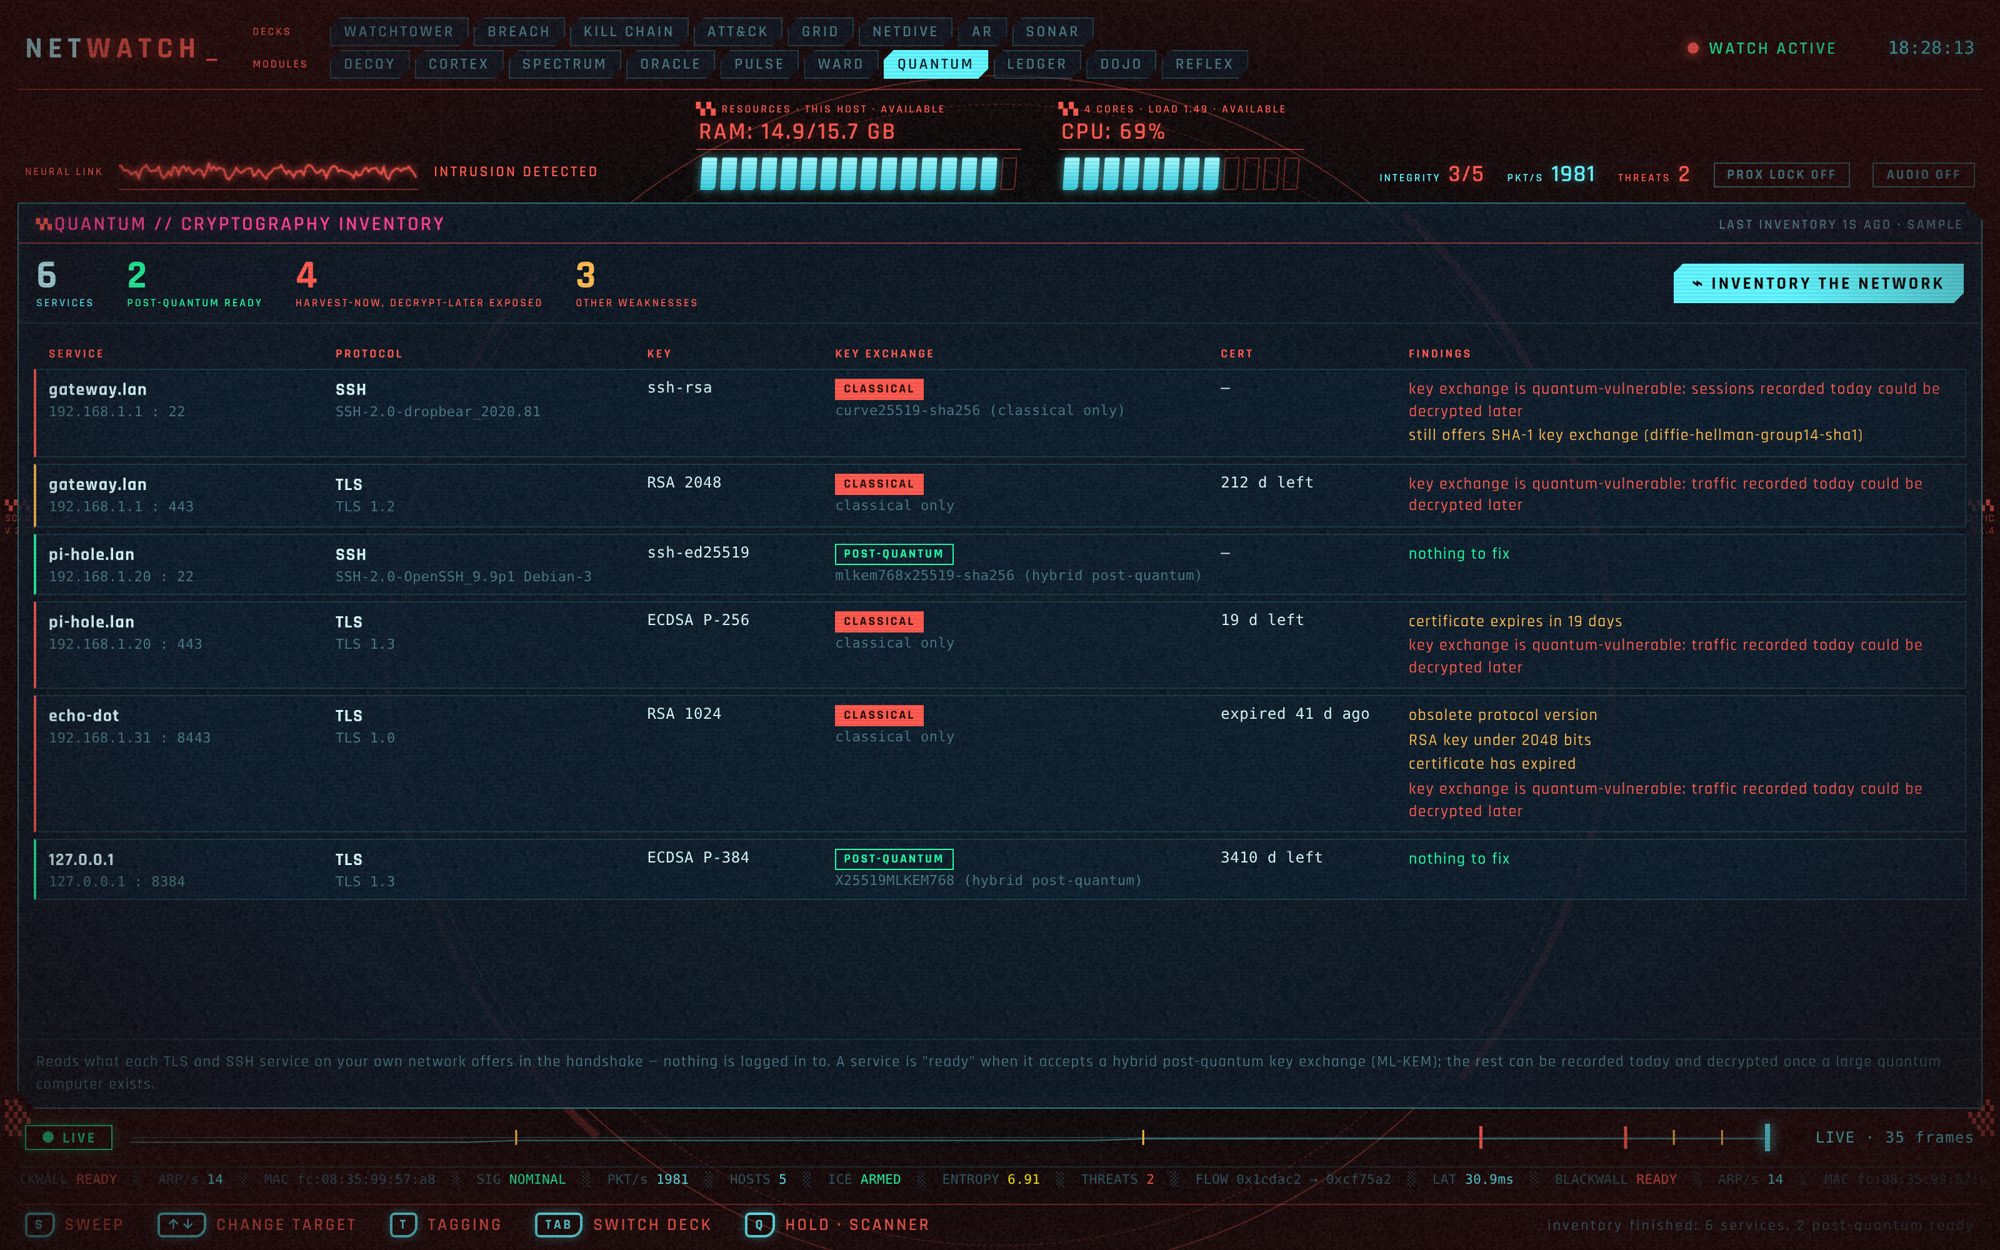 NETWATCH_
DECKS
WATCHTOWER BREACH KILL CHAIN ATT&CK GRID NETDIVE AR SONAR
MODULES
DECOY CORTEX SPECTRUM ORACLE PULSE WARD QUANTUM LEDGER DOJO REFLEX
WATCH ACTIVE 18:28:13
RESOURCES · THIS HOST · AVAILABLE
RAM: 14.9/15.7 GB
4 CORES · LOAD 1.49 · AVAILABLE
CPU: 69%
NEURAL LINK
INTRUSION DETECTED
INTEGRITY 3/5 PKT/S 1981 THREATS 2 PROX LOCK OFF AUDIO OFF
QUANTUM // CRYPTOGRAPHY INVENTORY
LAST INVENTORY 1S AGO · SAMPLE
6 SERVICES
2 POST-QUANTUM READY
4 HARVEST-NOW, DECRYPT-LATER EXPOSED
3 OTHER WEAKNESSES
INVENTORY THE NETWORK
SERVICE PROTOCOL KEY KEY EXCHANGE CERT FINDINGS
gateway.lan SSH ssh-rsa CLASSICAL — key exchange is quantum-vulnerable: sessions recorded today could be
192.168.1.1 : 22 SSH-2.0-dropbear_2020.81 curve25519-sha256 (classical only) decrypted later
still offers SHA-1 key exchange (diffie-hellman-group14-sha1)
gateway.lan TLS RSA 2048 CLASSICAL 212 d left key exchange is quantum-vulnerable: traffic recorded today could be
192.168.1.1 : 443 TLS 1.2 classical only decrypted later
pi-hole.lan SSH ssh-ed25519 POST-QUANTUM — nothing to fix
192.168.1.20 : 22 SSH-2.0-OpenSSH_9.9p1 Debian-3 mlkem768x25519-sha256 (hybrid post-quantum)
pi-hole.lan TLS ECDSA P-256 CLASSICAL 19 d left certificate expires in 19 days
192.168.1.20 : 443 TLS 1.3 classical only key exchange is quantum-vulnerable: traffic recorded today could be
decrypted later
echo-dot TLS RSA 1024 CLASSICAL expired 41 d ago obsolete protocol version
192.168.1.31 : 8443 TLS 1.0 classical only RSA key under 2048 bits
certificate has expired
key exchange is quantum-vulnerable: traffic recorded today could be
decrypted later
127.0.0.1 TLS ECDSA P-384 POST-QUANTUM 3410 d left nothing to fix
127.0.0.1 : 8384 TLS 1.3 X25519MLKEM768 (hybrid post-quantum)
Reads what each TLS and SSH service on your own network offers in the handshake — nothing is logged in to. A service is "ready" when it accepts a hybrid post-quantum key exchange (ML-KEM); the rest can be recorded today and decrypted once a large quantum
computer exists.
LIVE
LIVE · 35 frames
CKWALL READY ARP/s 14 MAC fc:08:35:99:57:a8 SIG NOMINAL PKT/s 1981 HOSTS 5 ICE ARMED ENTROPY 6.91 THREATS 2 FLOW 0x1cdac2 → 0xcf75a2 LAT 30.9ms BLACKWALL READY ARP/s 14 MAC fc:08:35:99:57:
S SWEEP ↑↓ CHANGE TARGET T TAGGING TAB SWITCH DECK Q HOLD · SCANNER
inventory finished: 6 services, 2 post-quantum ready